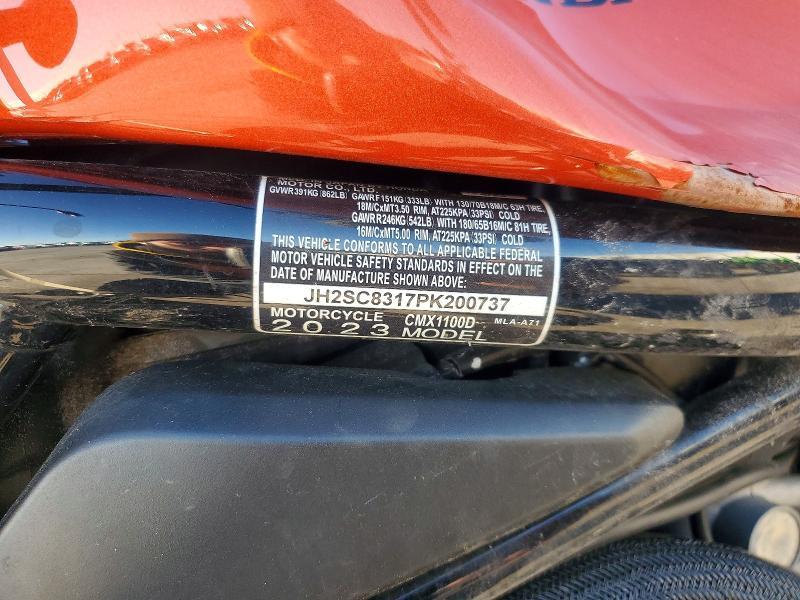 MOTOR CO., LTD.
GVWR391KG(862LB) GAWRF151KG(333LB) WITH 130/70B18M/C 63H TIRE,
18M/CxMT3.50 RIM, AT225KPA(33PSI) COLD
GAWRR246KG(542LB) WITH 180/65B16M/C 81H TIRE,
16M/CxMT5.00 RIM, AT225KPA(33PSI) COLD
THIS VEHICLE CONFORMS TO ALL APPLICABLE FEDERAL
MOTOR VEHICLE SAFETY STANDARDS IN EFFECT ON THE
DATE OF MANUFACTURE SHOWN ABOVE:
JH2SC8317PK200737
MOTORCYCLE CMX1100D MLA-A71
2023 MODEL